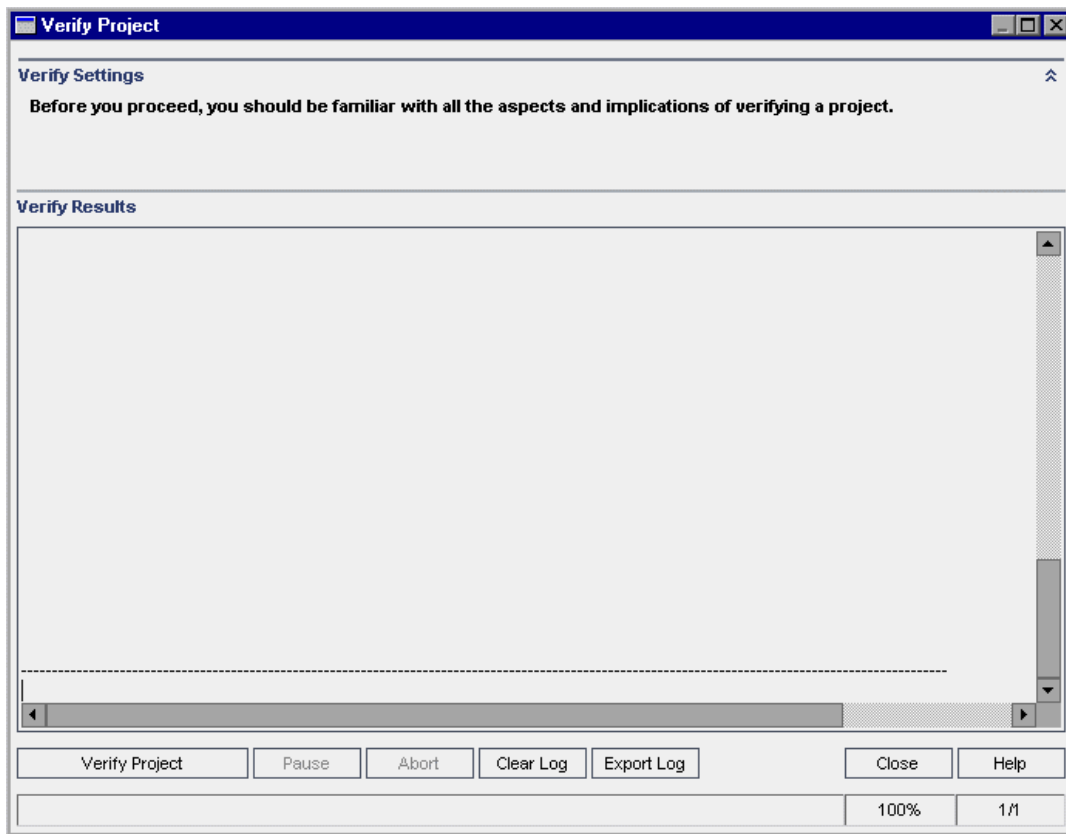 Verify Project
Verify Settings
Before you proceed, you should be familiar with all the aspects and implications of verifying a project.
Verify Results
--------------------------------------------------------------------------------------------------------------------------------------------------------
Verify Project Pause Abort Clear Log Export Log Close Help
100% 1/1